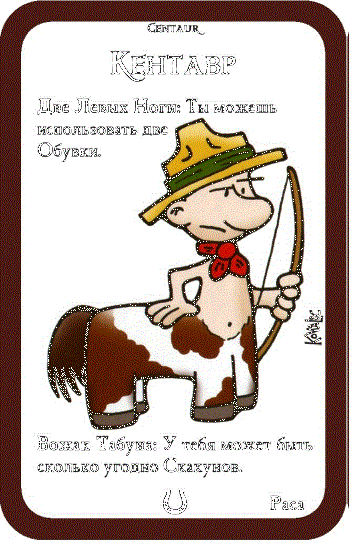 Centaur
Кентавр
Две Левых Ноги: Ты можешь
использовать две
Обувки.
Вожак Табуна: У тебя может быть
сколько угодно Скакунов.
Раса